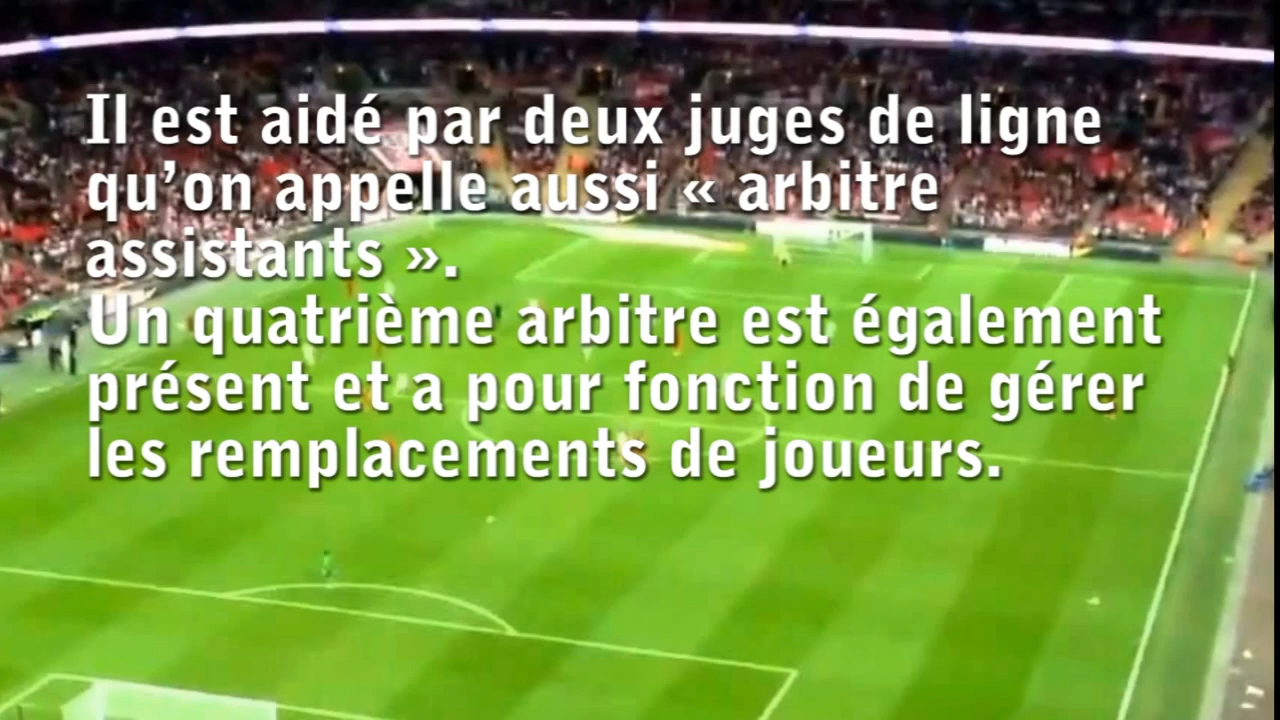 Il est aidé par deux juges de ligne
qu’on appelle aussi « arbitre
assistants ».
Un quatrième arbitre est également
présent et a pour fonction de gérer
les remplacements de joueurs.